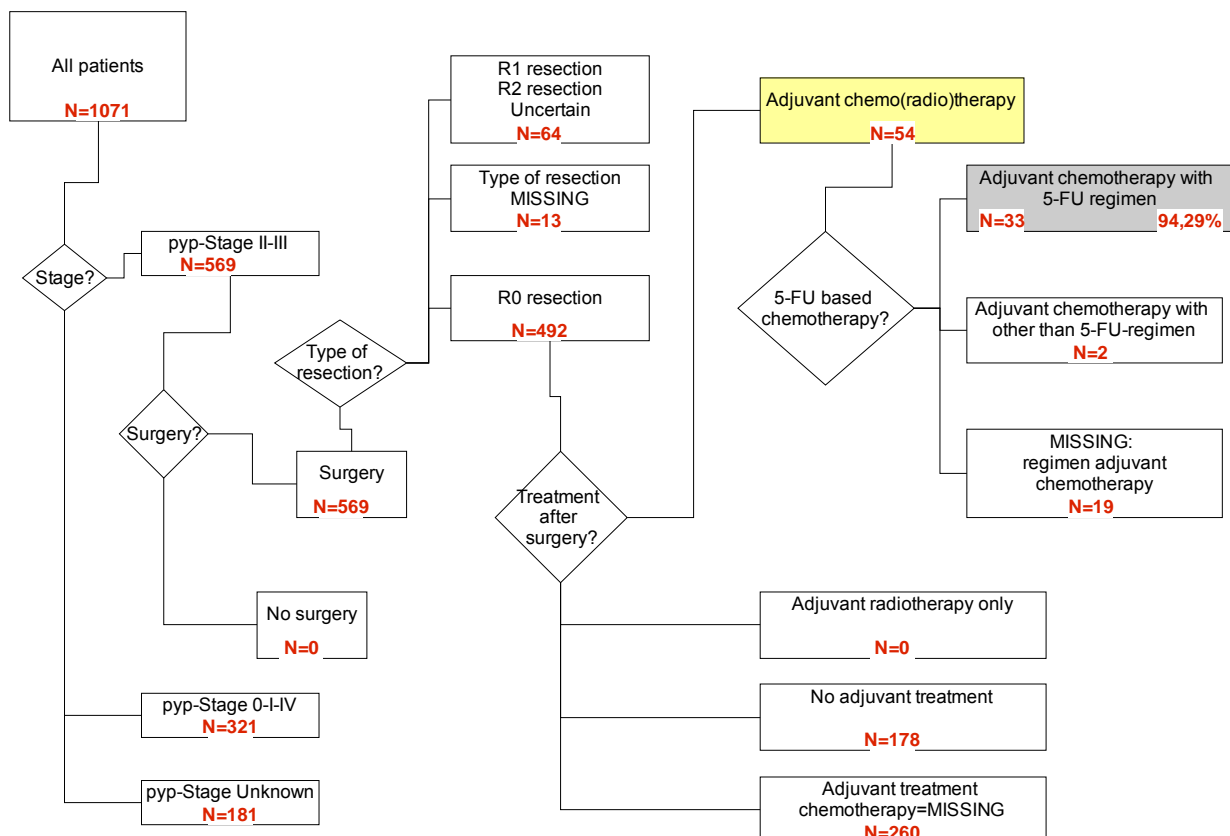 All patients
N=1071
Stage?
pyp-Stage II-III
N=569
Surgery?
Surgery
N=569
No surgery
N=0
pyp-Stage 0-I-IV
N=321
pyp-Stage Unknown
N=181
Type of
resection?
R1 resection
R2 resection
Uncertain
N=64
Type of resection
MISSING
N=13
R0 resection
N=492
Treatment
after
surgery?
Adjuvant chemo(radio)therapy
N=54
5-FU based
chemotherapy?
Adjuvant chemotherapy with
5-FU regimen
N=33 94,29%
Adjuvant chemotherapy with
other than 5-FU-regimen
N=2
MISSING:
regimen adjuvant
chemotherapy
N=19
Adjuvant radiotherapy only
N=0
No adjuvant treatment
N=178
Adjuvant treatment
chemotherapy=MISSING
N=260